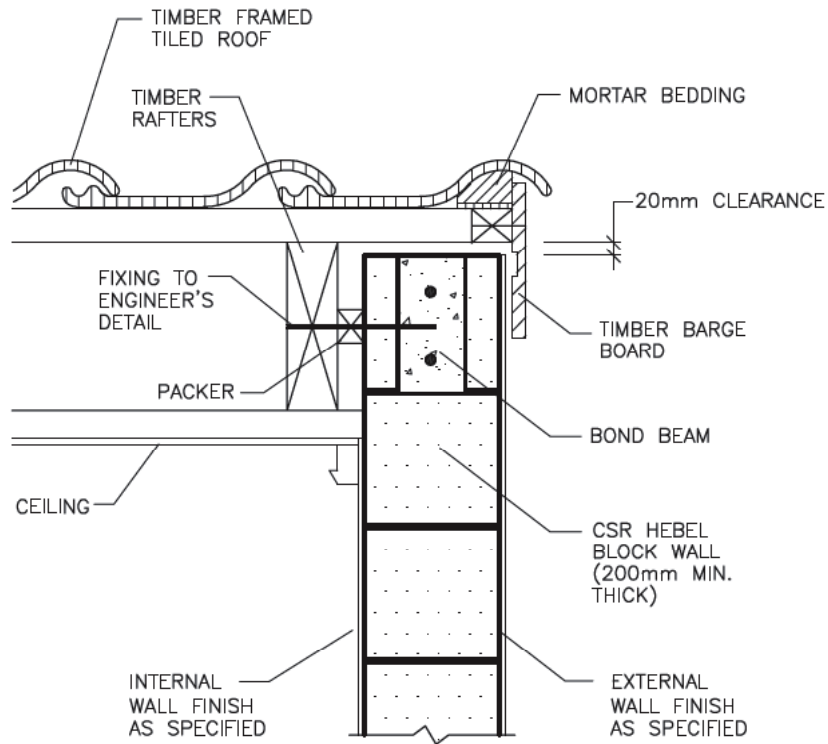 TIMBER FRAMED
TILED ROOF
TIMBER
RAFTERS
MORTAR BEDDING
20mm CLEARANCE
FIXING TO
ENGINEER'S
DETAIL
TIMBER BARGE
BOARD
PACKER
BOND BEAM
CEILING
CSR HEBEL
BLOCK WALL
(200mm MIN.
THICK)
INTERNAL
WALL FINISH
AS SPECIFIED
EXTERNAL
WALL FINISH
AS SPECIFIED